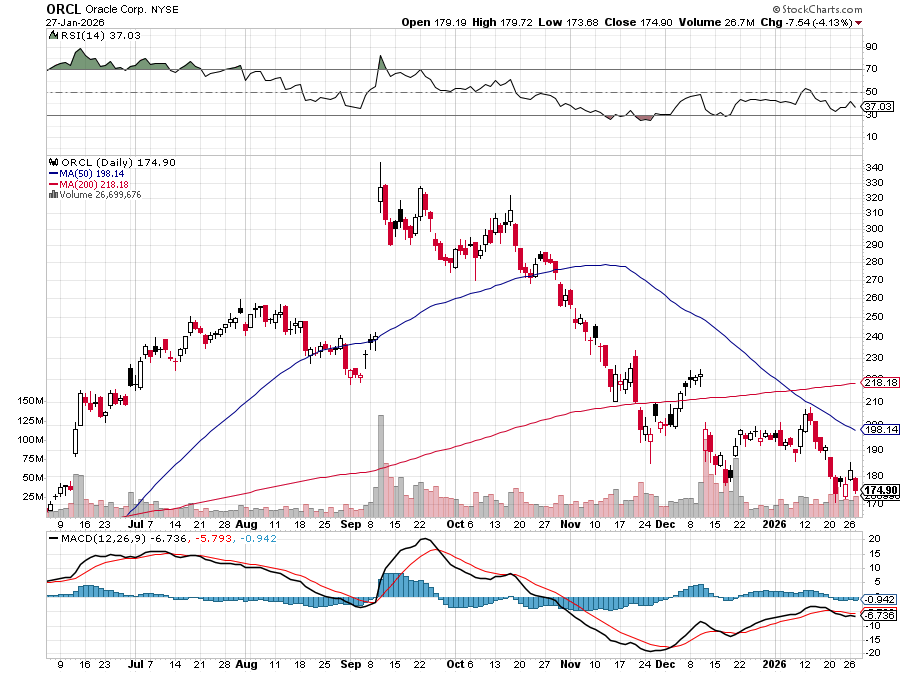 ORCL Oracle Corp. NYSE
© StockCharts.com
27-Jan-2026
Open 179.19 High 179.72 Low 173.68 Close 174.90 Volume 26.7M Chg -7.54 (-4.13%)
RSI(14) 37.03
90
70
50
37.03
30
10
ORCL (Daily) 174.90
MA(50) 198.14
MA(200) 218.18
Volume 26,699,676
340
330
320
310
300
290
280
270
260
250
240
230
218.18
210
198.14
190
180
174.90
170
150M
125M
100M
75M
50M
25M
9 16 23 Jul 7 14 21 28 Aug 11 18 25 Sep 8 15 22 Oct 6 13 20 27 Nov 10 17 24 Dec 8 15 22 2026 12 20 26
MACD(12,26,9) -6.736, -5.793, -0.942
20
15
10
5
-0.942
-6.736
-10
-15
-20
9 16 23 Jul 7 14 21 28 Aug 11 18 25 Sep 8 15 22 Oct 6 13 20 27 Nov 10 17 24 Dec 8 15 22 2026 12 20 26